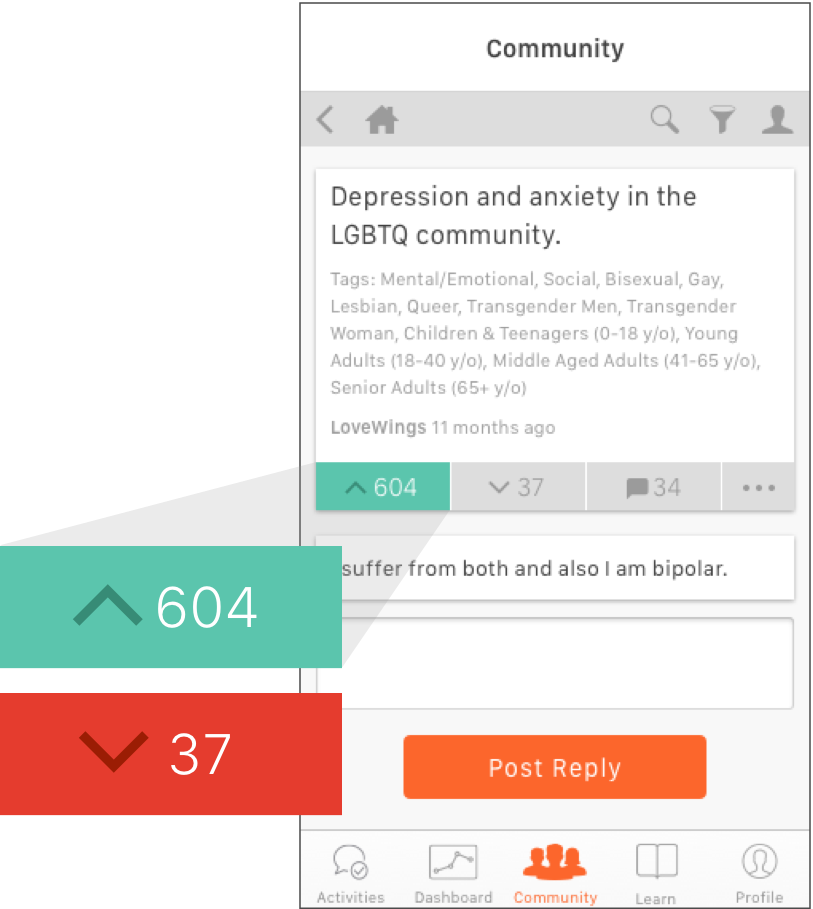 Community
Depression and anxiety in the
LGBTQ community.
Tags: Mental/Emotional, Social, Bisexual, Gay,
Lesbian, Queer, Transgender Men, Transgender
Woman, Children & Teenagers (0-18 y/o), Young
Adults (18-40 y/o), Middle Aged Adults (41-65 y/o),
Senior Adults (65+ y/o)
LoveWings 11 months ago
604 37 34
suffer from both and also I am bipolar.
604
37
Post Reply
Activities Dashboard Community Learn Profile